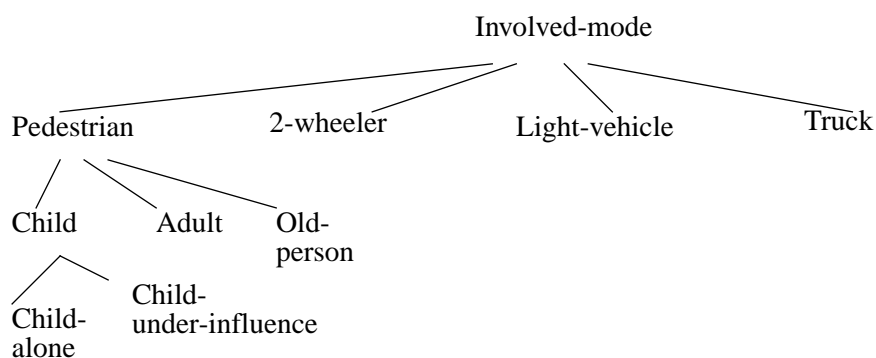 Involved-mode
Pedestrian
2-wheeler
Light-vehicle
Truck
Child
Adult
Old-
person
Child-
alone
Child-
under-influence